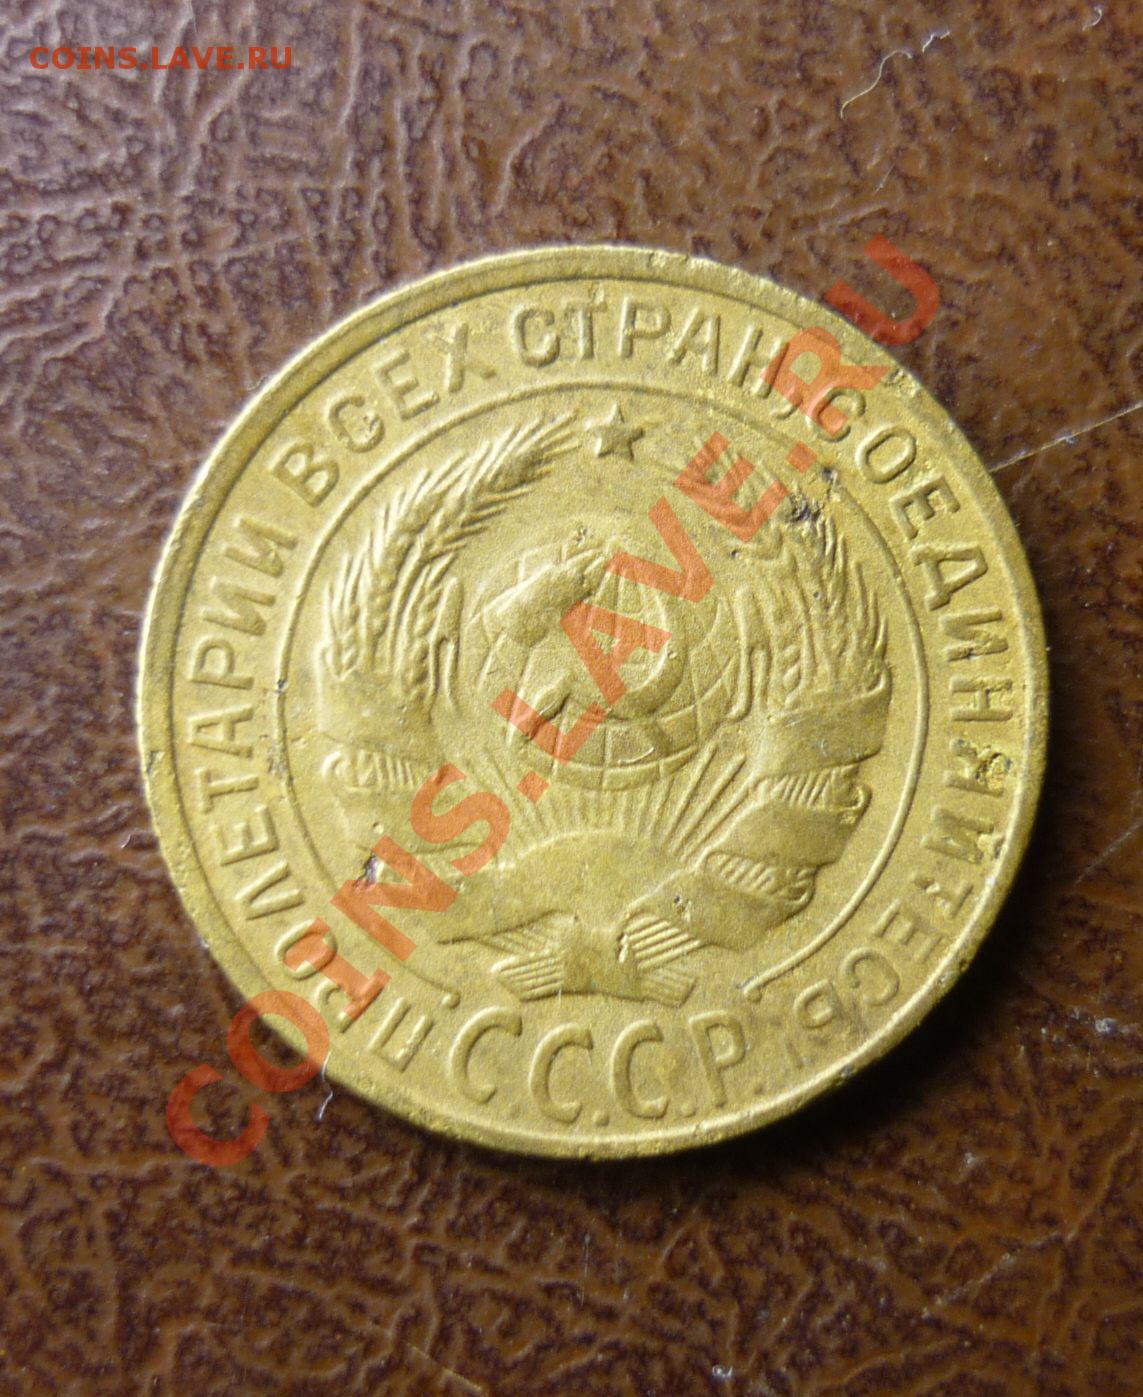 COINS.LAVE.RU
ПРОЛЕТАРИИ ВСЕХ СТРАН, СОЕДИНЯЙТЕСЬ!
С.С.С.Р.
COINS.LAVE.RU